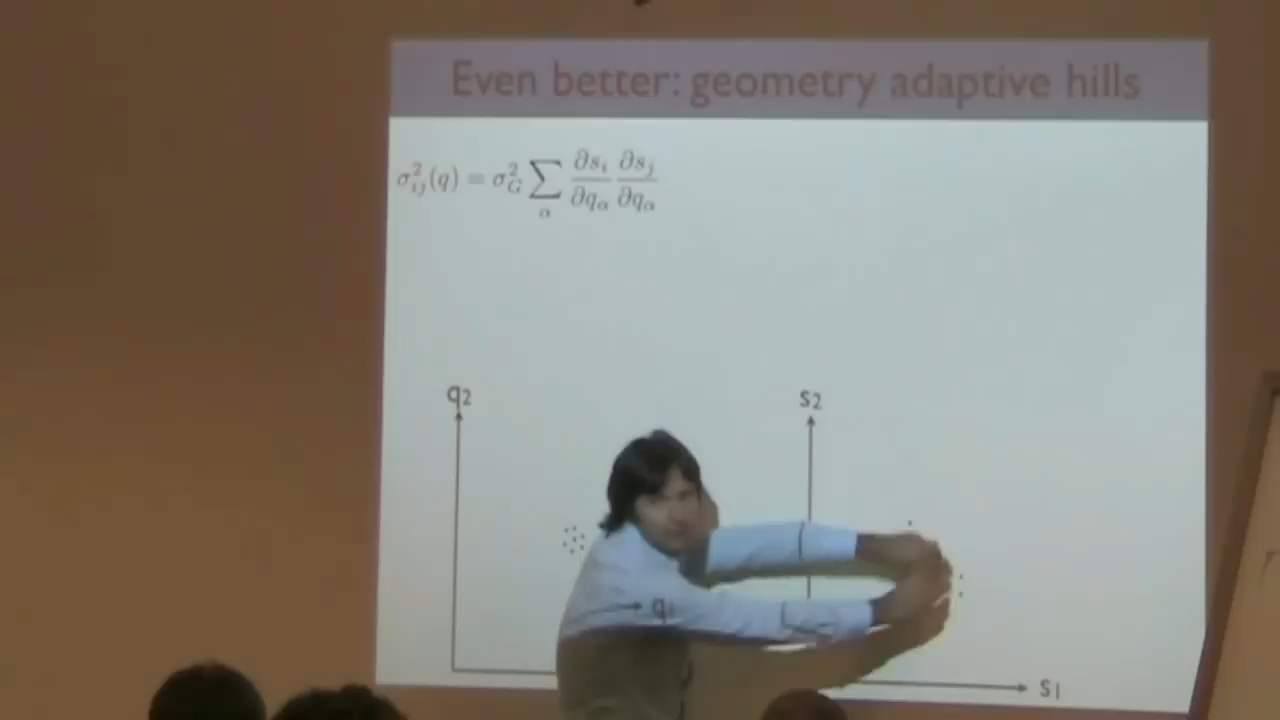 Even better: geometry adaptive hills
σ²ᵢⱼ(q) = σ²_G ∑_α ∂sᵢ/∂q_α ∂sⱼ/∂q_α
q₂
s₂
q₁
s₁